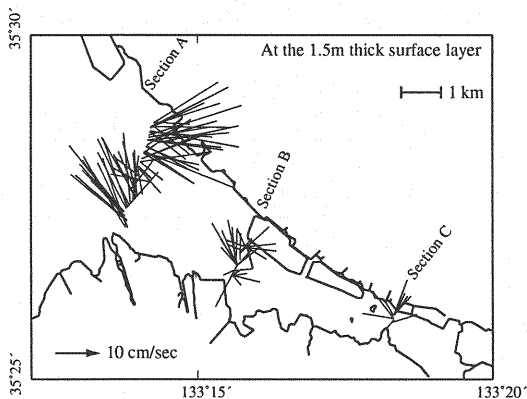 35°30´
At the 1.5m thick surface layer
Section A
1 km
Section B
Section C
10 cm/sec
35°25´
133°15´
133°20´